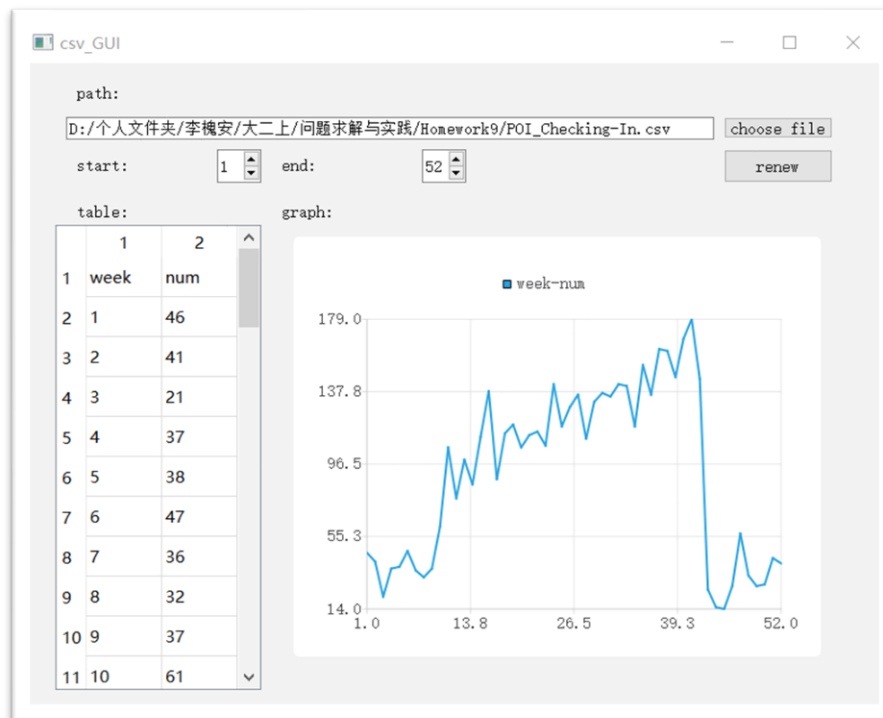 csv_GUI
path:
D:/个人文件夹/李槐安/大二上/问题求解与实践/Homework9/POI_Checking-In.csv choose file
start: 1 end: 52 renew
table: graph:
1 2
1 week num
2 1 46
3 2 41
4 3 21
5 4 37
6 5 38
7 6 47
8 7 36
9 8 32
10 9 37
11 10 61
week-num
179.0
137.8
96.5
55.3
14.0
1.0 13.8 26.5 39.3 52.0